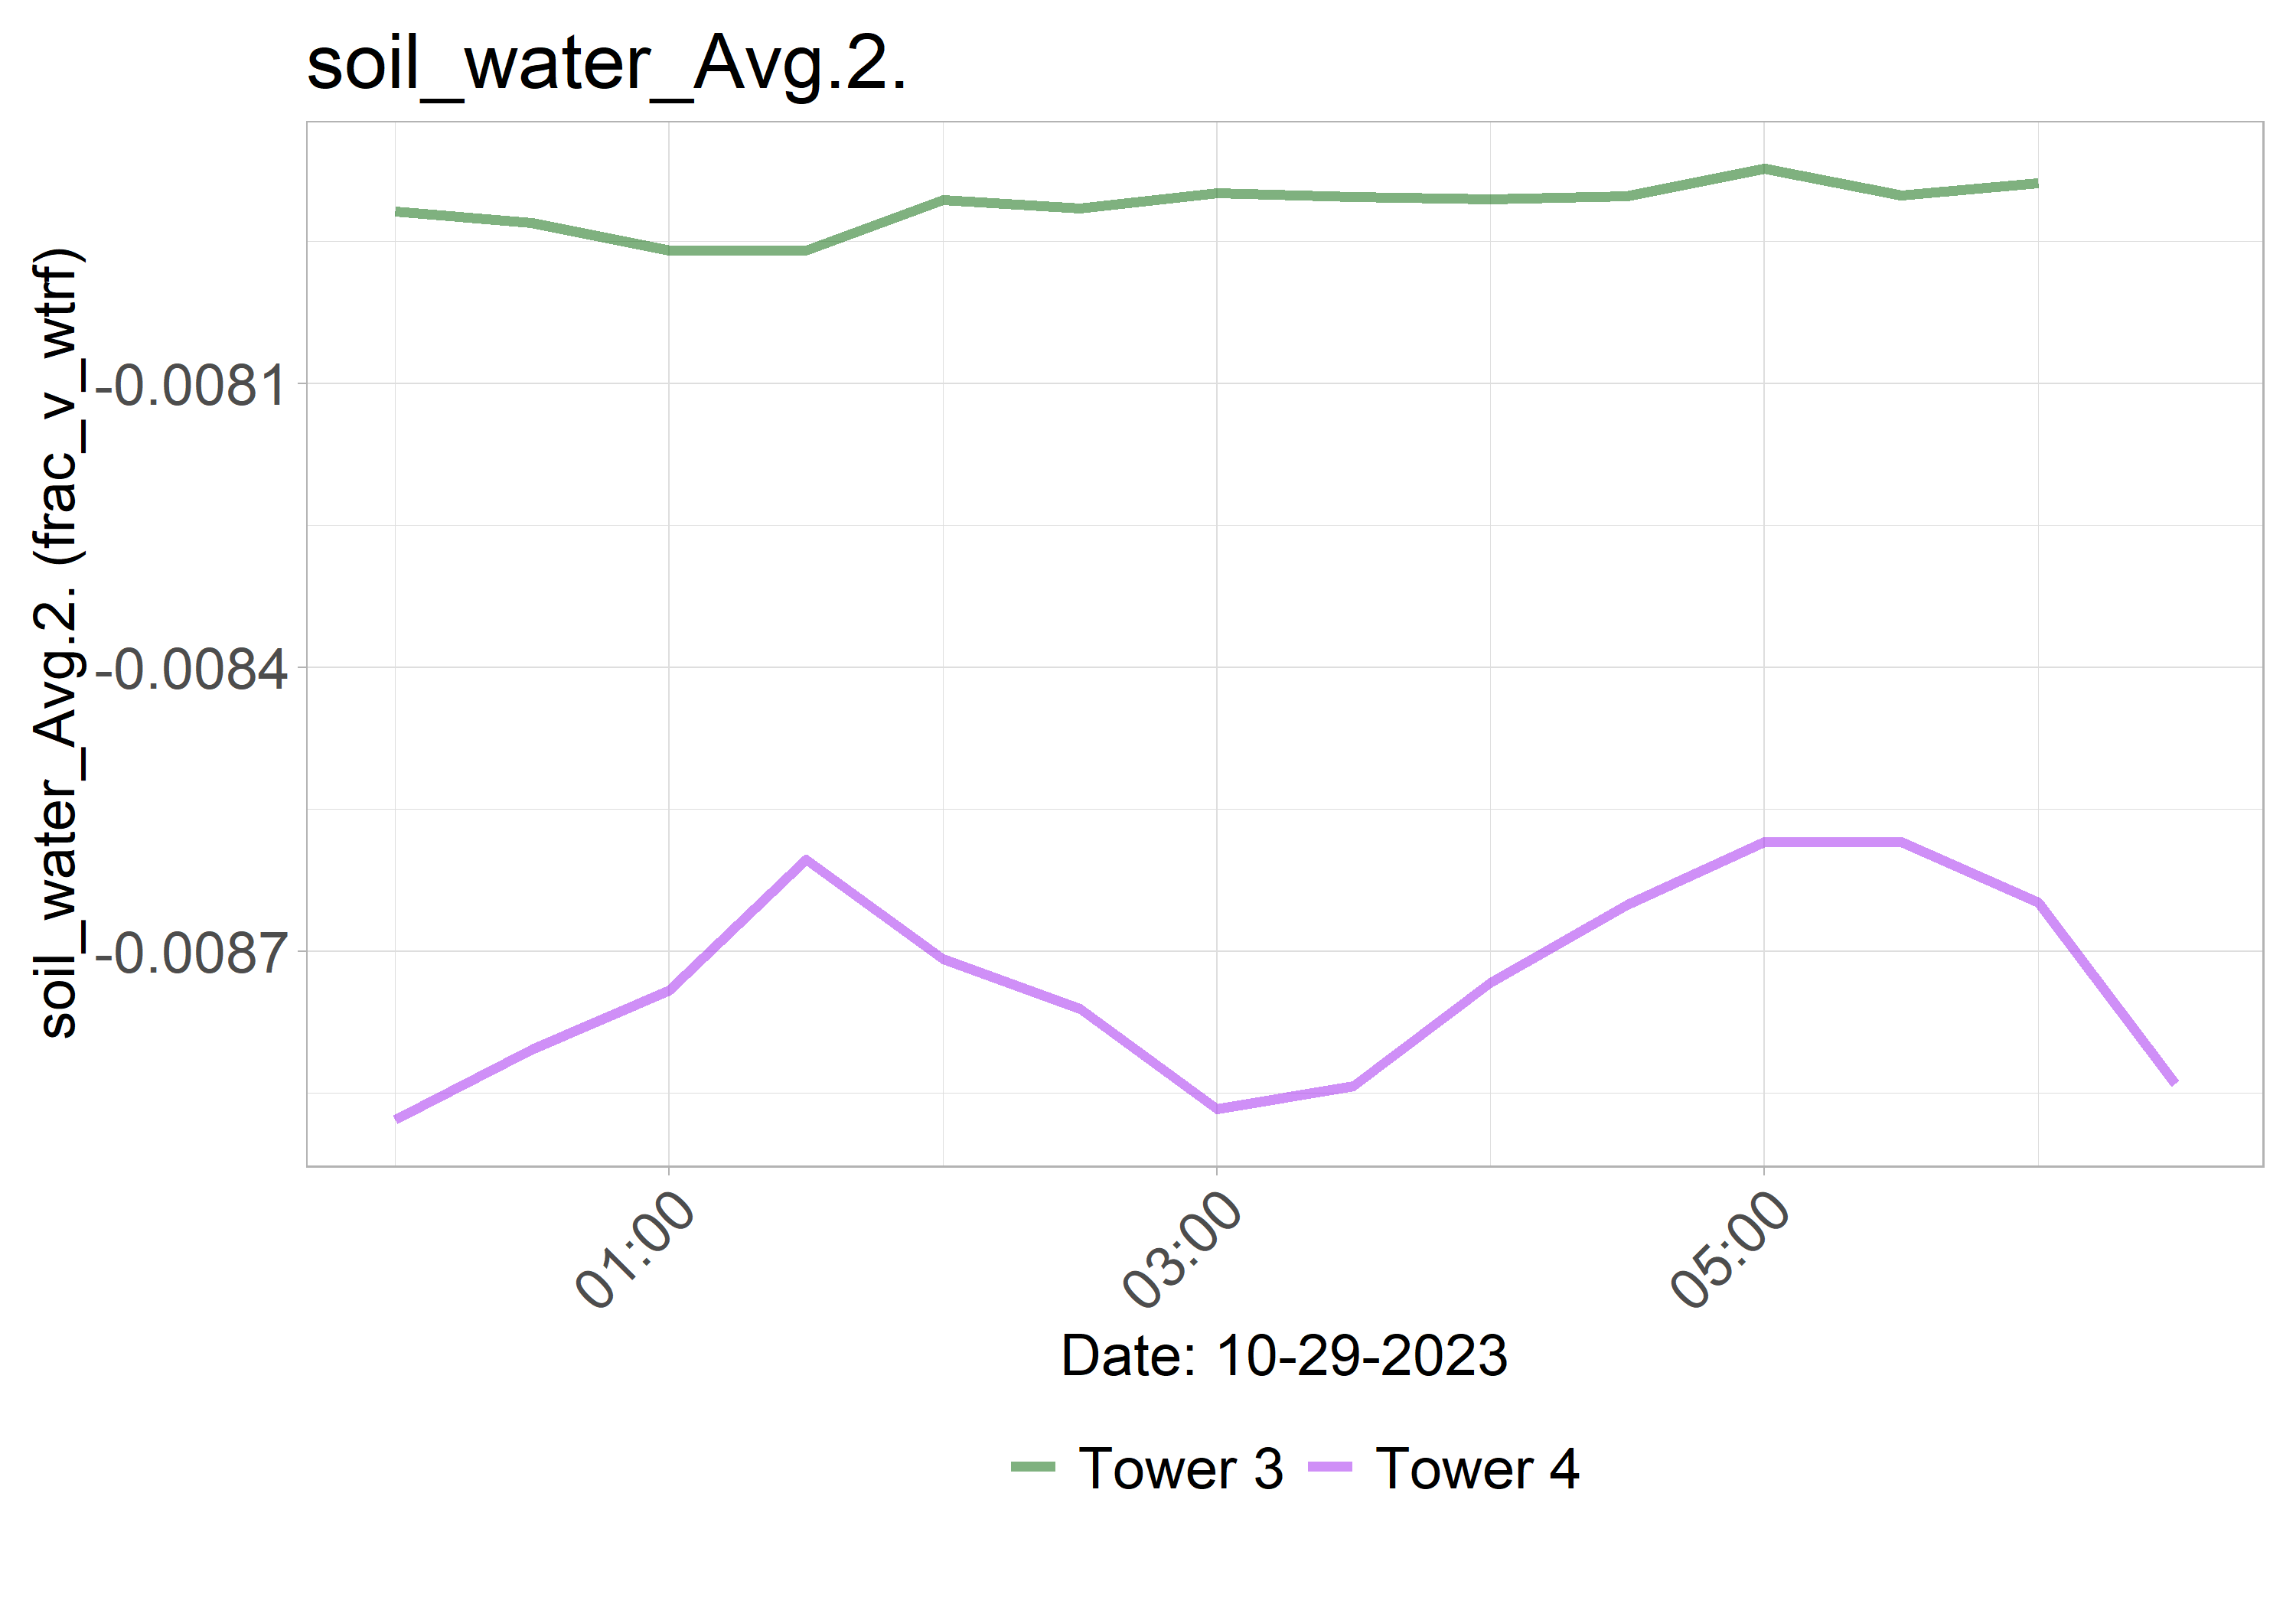 soil_water_Avg.2.
soil_water_Avg.2. (frac_v_wtrf)
-0.0081
-0.0084
-0.0087
01:00
03:00
05:00
Date: 10-29-2023
Tower 3
Tower 4